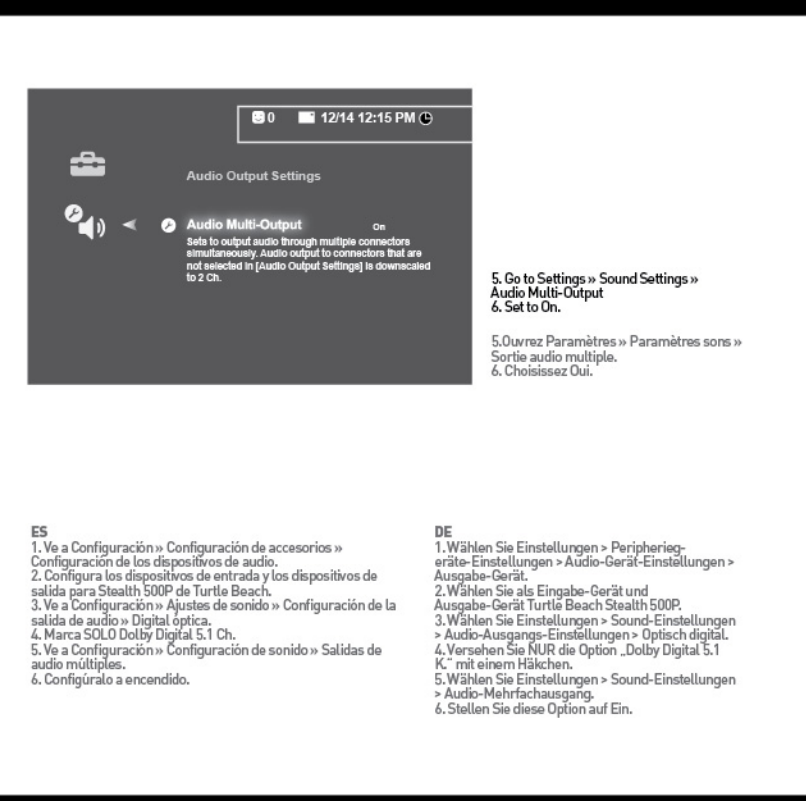 0 12/14 12:15 PM
Audio Output Settings
Audio Multi-Output On
Sets to output audio through multiple connectors
simultaneously. Audio output to connectors that are
not selected in [Audio Output Settings] is downscaled
to 2 Ch.
5. Go to Settings » Sound Settings »
Audio Multi-Output
6. Set to On.
5.Ouvrez Paramètres » Paramètres sons »
Sortie audio multiple.
6. Choisissez Oui.
ES
1. Ve a Configuración » Configuración de accesorios »
Configuración de los dispositivos de audio.
2. Configura los dispositivos de entrada y los dispositivos de
salida para Stealth 500P de Turtle Beach.
3. Ve a Configuración » Ajustes de sonido » Configuración de la
salida de audio » Digital óptica.
4. Marca SOLO Dolby Digital 5.1 Ch.
5. Ve a Configuración » Configuración de sonido » Salidas de
audio múltiples.
6. Configúralo a encendido.
DE
1. Wählen Sie Einstellungen > Peripherieg-
eräte-Einstellungen > Audio-Gerät-Einstellungen >
Ausgabe-Gerät.
2. Wählen Sie als Eingabe-Gerät und
Ausgabe-Gerät Turtle Beach Stealth 500P.
3. Wählen Sie Einstellungen > Sound-Einstellungen
> Audio-Ausgangs-Einstellungen > Optisch digital.
4. Versehen Sie NUR die Option „Dolby Digital 5.1
K." mit einem Häkchen.
5. Wählen Sie Einstellungen > Sound-Einstellungen
> Audio-Mehrfachausgang.
6. Stellen Sie diese Option auf Ein.